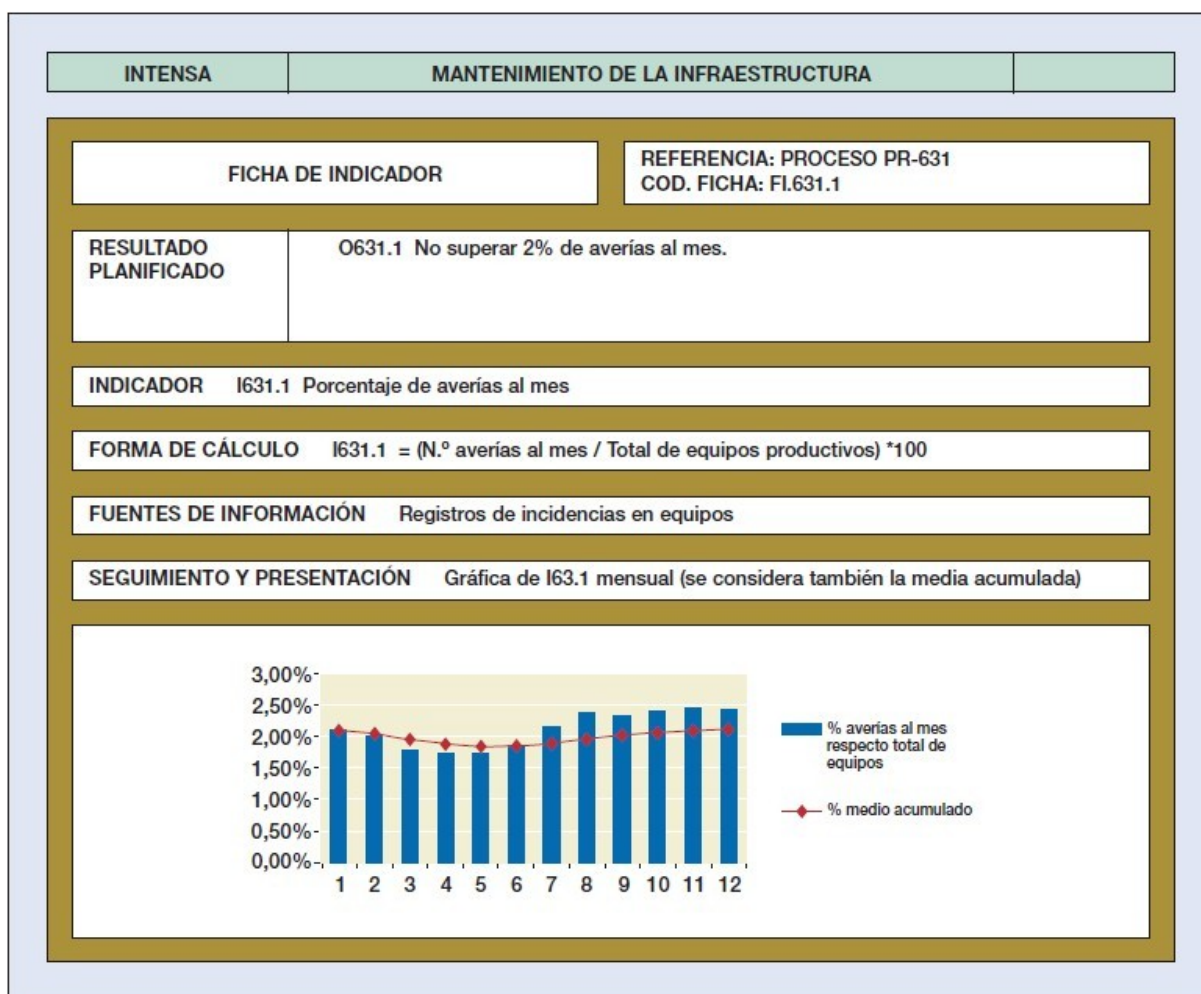 INTENSA
MANTENIMIENTO DE LA INFRAESTRUCTURA
FICHA DE INDICADOR
REFERENCIA: PROCESO PR-631
COD. FICHA: FI.631.1
RESULTADO
PLANIFICADO
O631.1 No superar 2% de averías al mes.
INDICADOR I631.1 Porcentaje de averías al mes
FORMA DE CÁLCULO I631.1 = (N.º averías al mes / Total de equipos productivos) *100
FUENTES DE INFORMACIÓN Registros de incidencias en equipos
SEGUIMIENTO Y PRESENTACIÓN Gráfica de I63.1 mensual (se considera también la media acumulada)
3,00%
2,50%
2,00%
1,50%
1,00%
0,50%
0,00%
1 2 3 4 5 6 7 8 9 10 11 12
% averías al mes
respecto total de
equipos
% medio acumulado